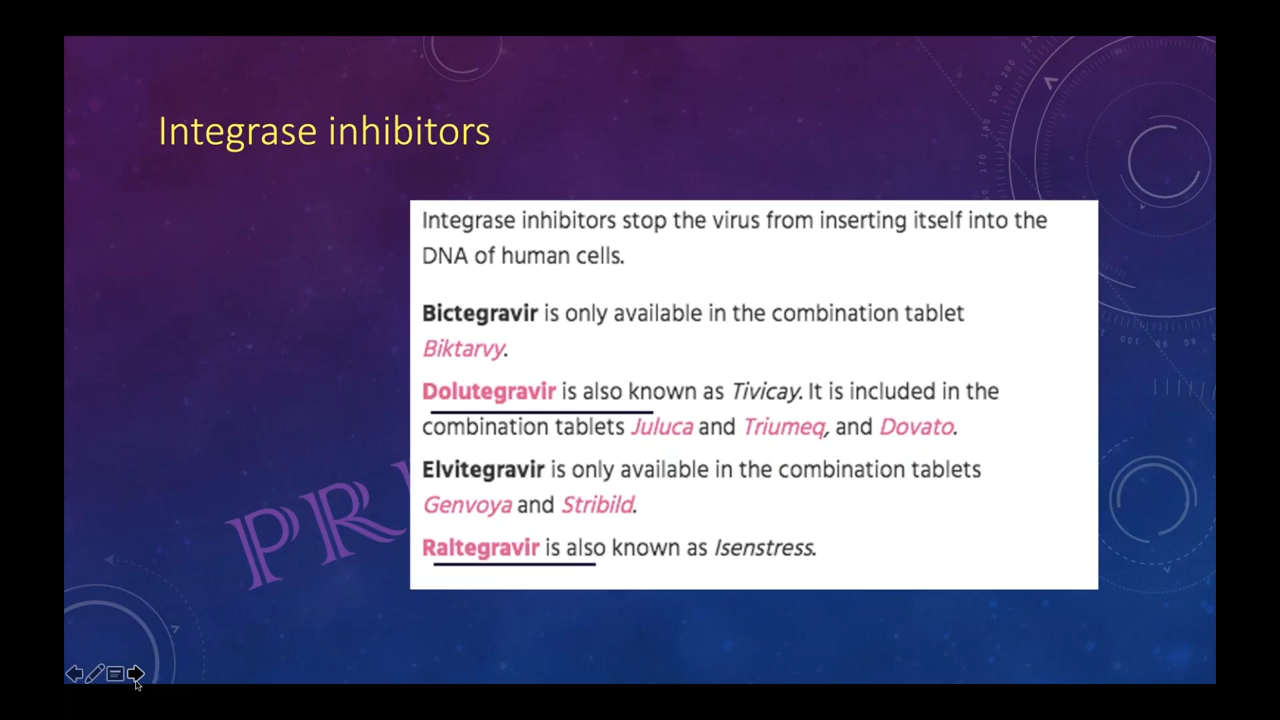 Integrase inhibitors
Integrase inhibitors stop the virus from inserting itself into the
DNA of human cells.
Bictegravir is only available in the combination tablet
Biktarvy.
Dolutegravir is also known as Tivicay. It is included in the
combination tablets Juluca and Triumeq, and Dovato.
Elvitegravir is only available in the combination tablets
Genvoya and Stribild.
Raltegravir is also known as Isenstress.